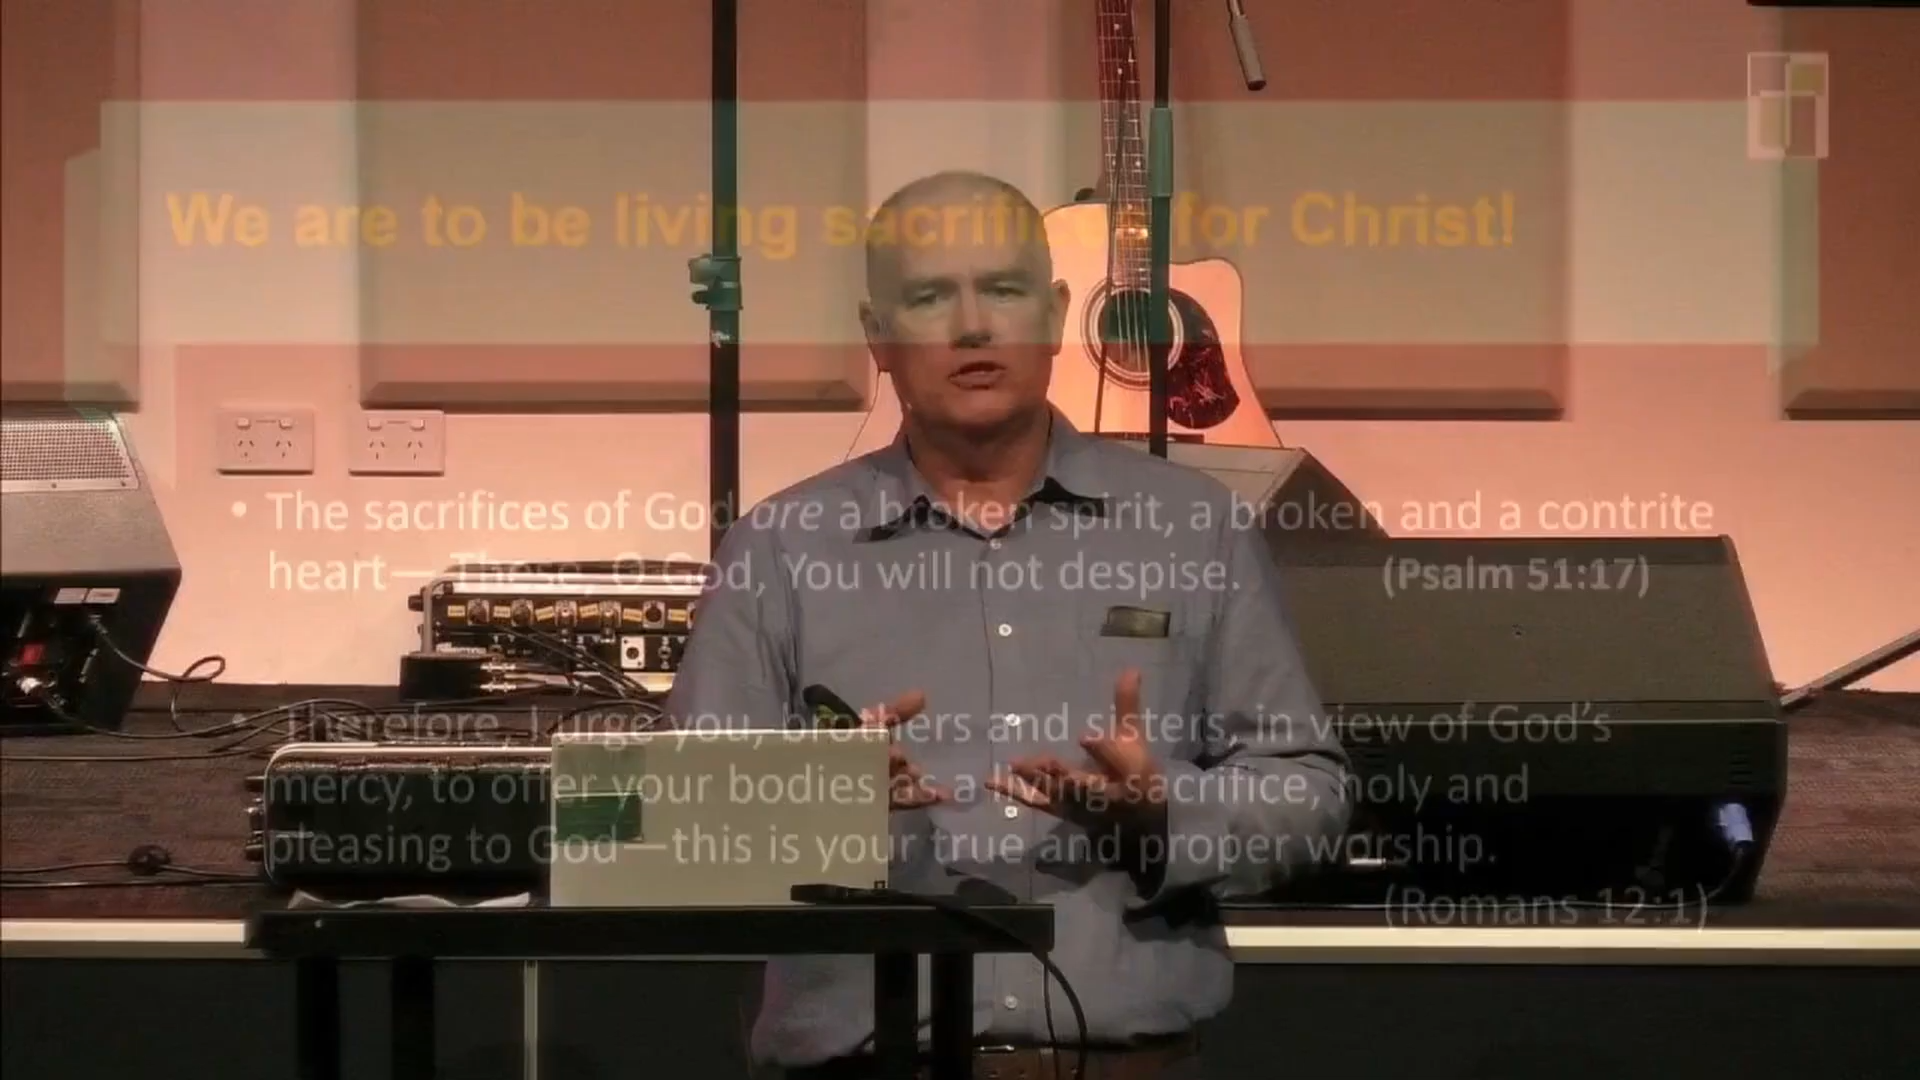 We are to be living sacrifices for Christ!
• The sacrifices of God are a broken spirit, a broken and a contrite
heart— These, O God, You will not despise. (Psalm 51:17)
• Therefore, I urge you, brothers and sisters, in view of God’s
mercy, to offer your bodies as a living sacrifice, holy and
pleasing to God—this is your true and proper worship.
(Romans 12:1)